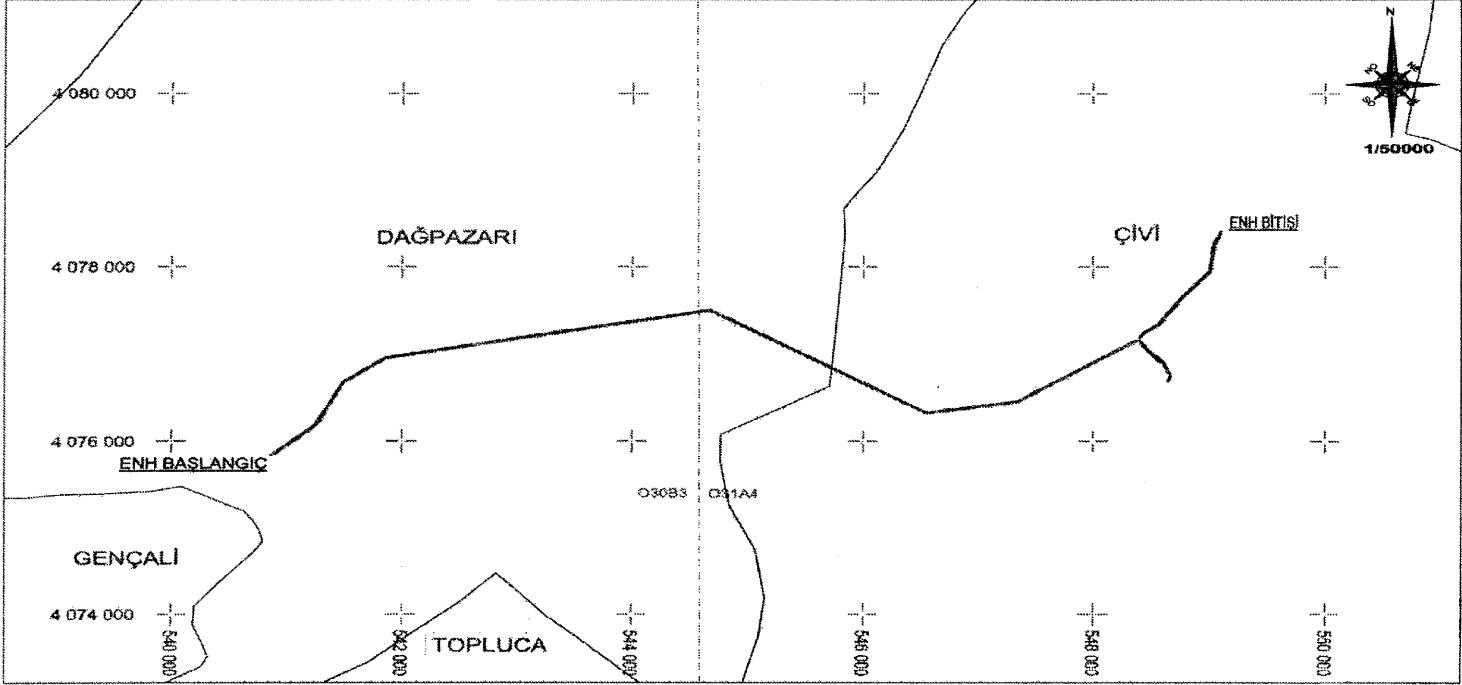 4 080 000
N
1/50000
DAĞPAZARI
ÇİVİ
ENH BİTİŞİ
4 078 000
4 076 000
ENH BAŞLANGIÇ
O30B3
O31A4
GENÇALİ
4 074 000
TOPLUCA
540 000
542 000
544 000
546 000
548 000
550 000